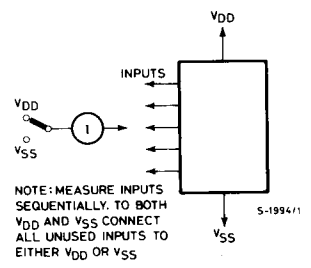 VDD
INPUTS
VDD
I
VSS
NOTE: MEASURE INPUTS
SEQUENTIALLY. TO BOTH
VDD AND VSS CONNECT
ALL UNUSED INPUTS TO
EITHER VDD OR VSS
S-1994/1
VSS